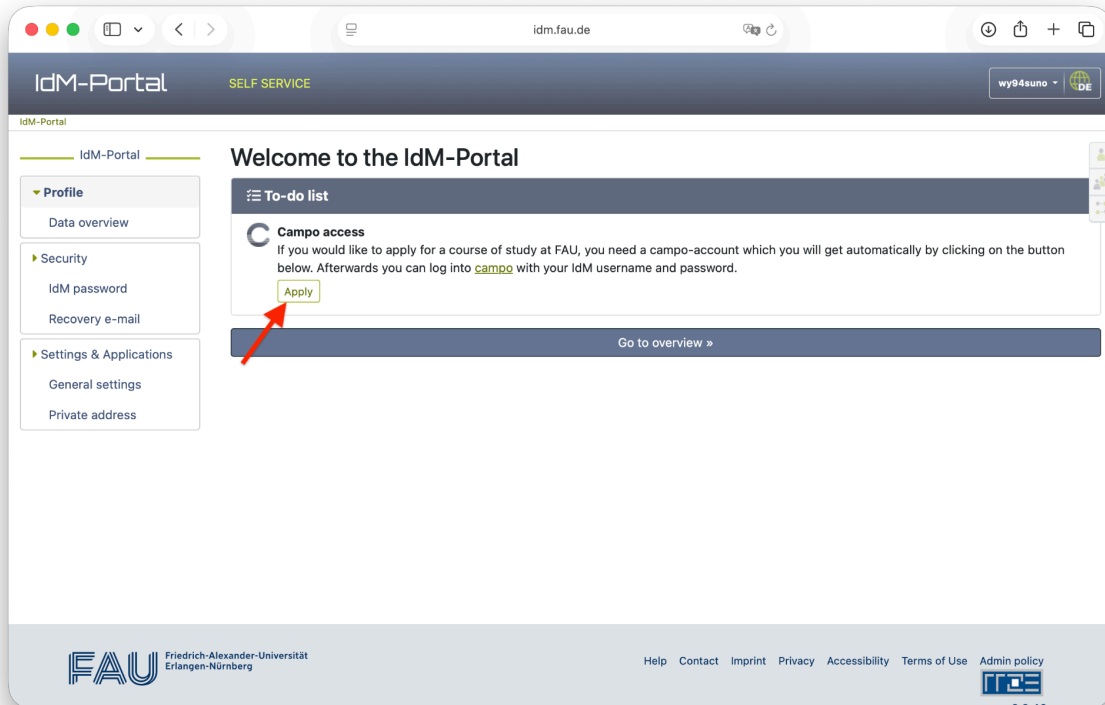 idm.fau.de
IdM-Portal
SELF SERVICE
wy94suno
DE
IdM-Portal
IdM-Portal
Profile
Data overview
Security
IdM password
Recovery e-mail
Settings & Applications
General settings
Private address
Welcome to the IdM-Portal
To-do list
Campo access
If you would like to apply for a course of study at FAU, you need a campo-account which you will get automatically by clicking on the button
below. Afterwards you can log into campo with your IdM username and password.
Apply
Go to overview »
FAU
Friedrich-Alexander-Universität
Erlangen-Nürnberg
Help Contact Imprint Privacy Accessibility Terms of Use Admin policy